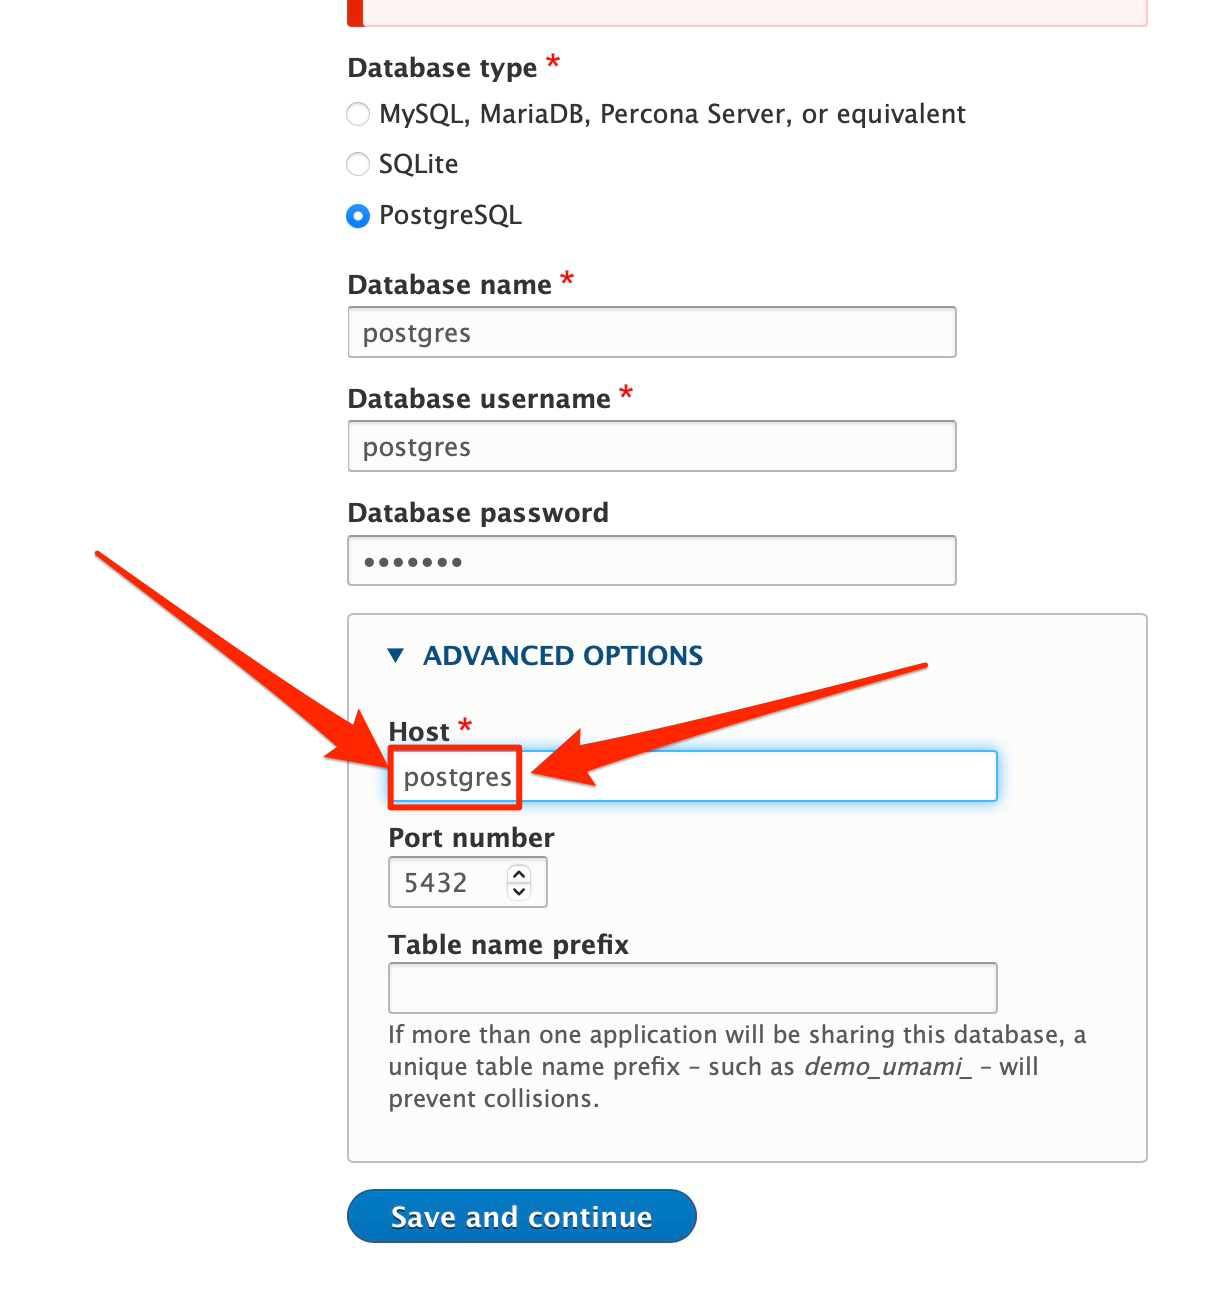 Database type *
MySQL, MariaDB, Percona Server, or equivalent
SQLite
PostgreSQL
Database name *
postgres
Database username *
postgres
Database password
•••••••
▼ ADVANCED OPTIONS
Host *
postgres
Port number
5432
Table name prefix
If more than one application will be sharing this database, a
unique table name prefix – such as demo_umami_ – will
prevent collisions.
Save and continue